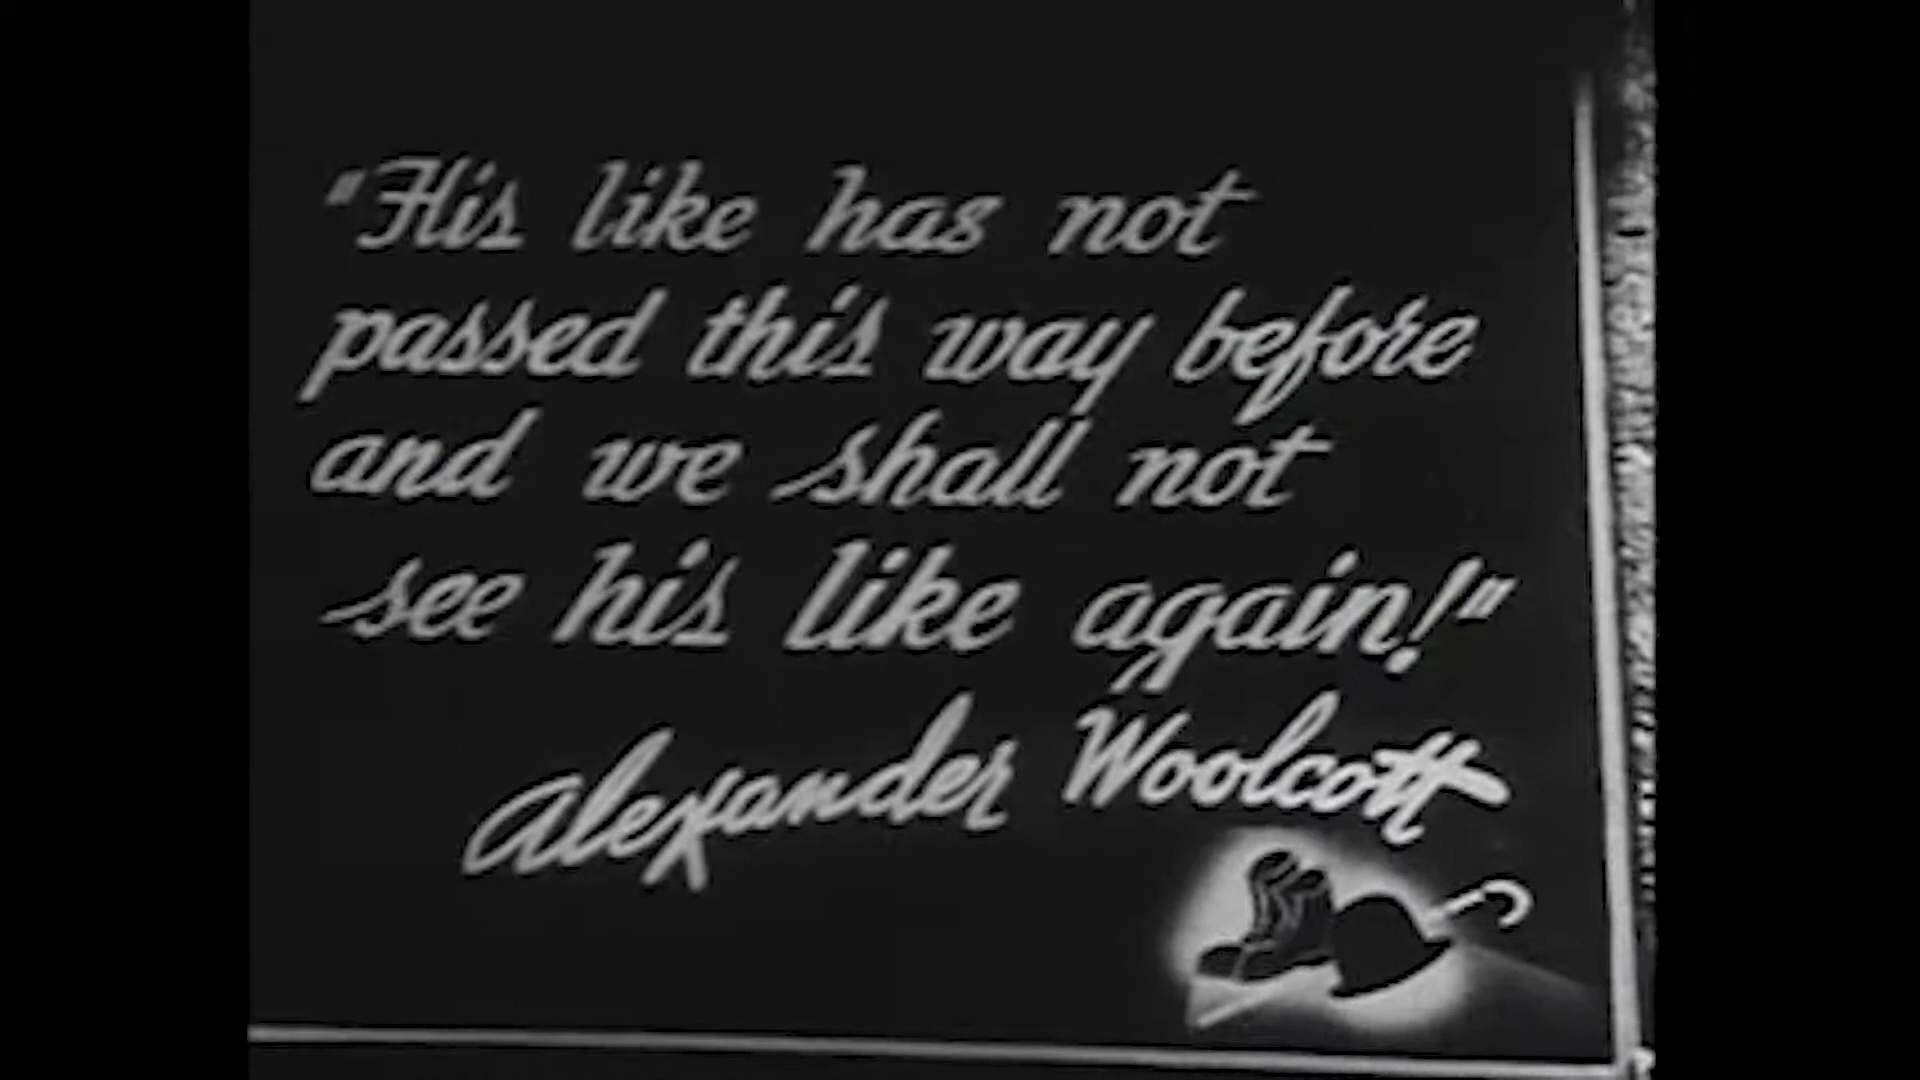 "His like has not
passed this way before
and we shall not
see his like again!"
Alexander Woolcott